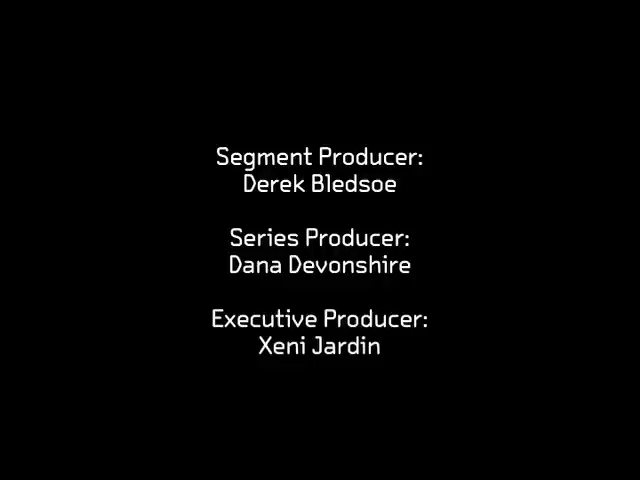 Segment Producer:
Derek Bledsoe
Series Producer:
Dana Devonshire
Executive Producer:
Xeni Jardin